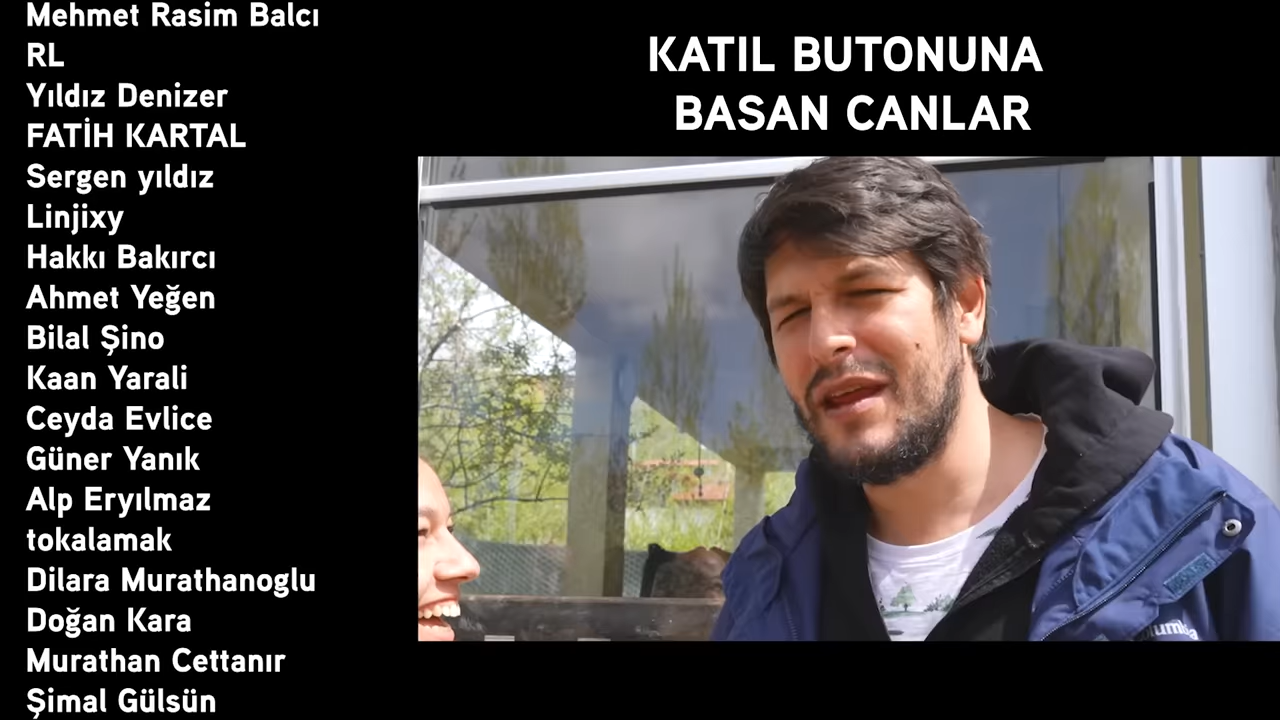 Mehmet Rasim Balcı
RL
Yıldız Denizer
FATİH KARTAL
Sergen yıldız
Linjixy
Hakkı Bakırcı
Ahmet Yeğen
Bilal Şino
Kaan Yarali
Ceyda Evlice
Güner Yanık
Alp Eryılmaz
tokalamak
Dilara Murathanoglu
Doğan Kara
Murathan Cettanır
Şimal Gülsün
KATIL BUTONUNA
BASAN CANLAR